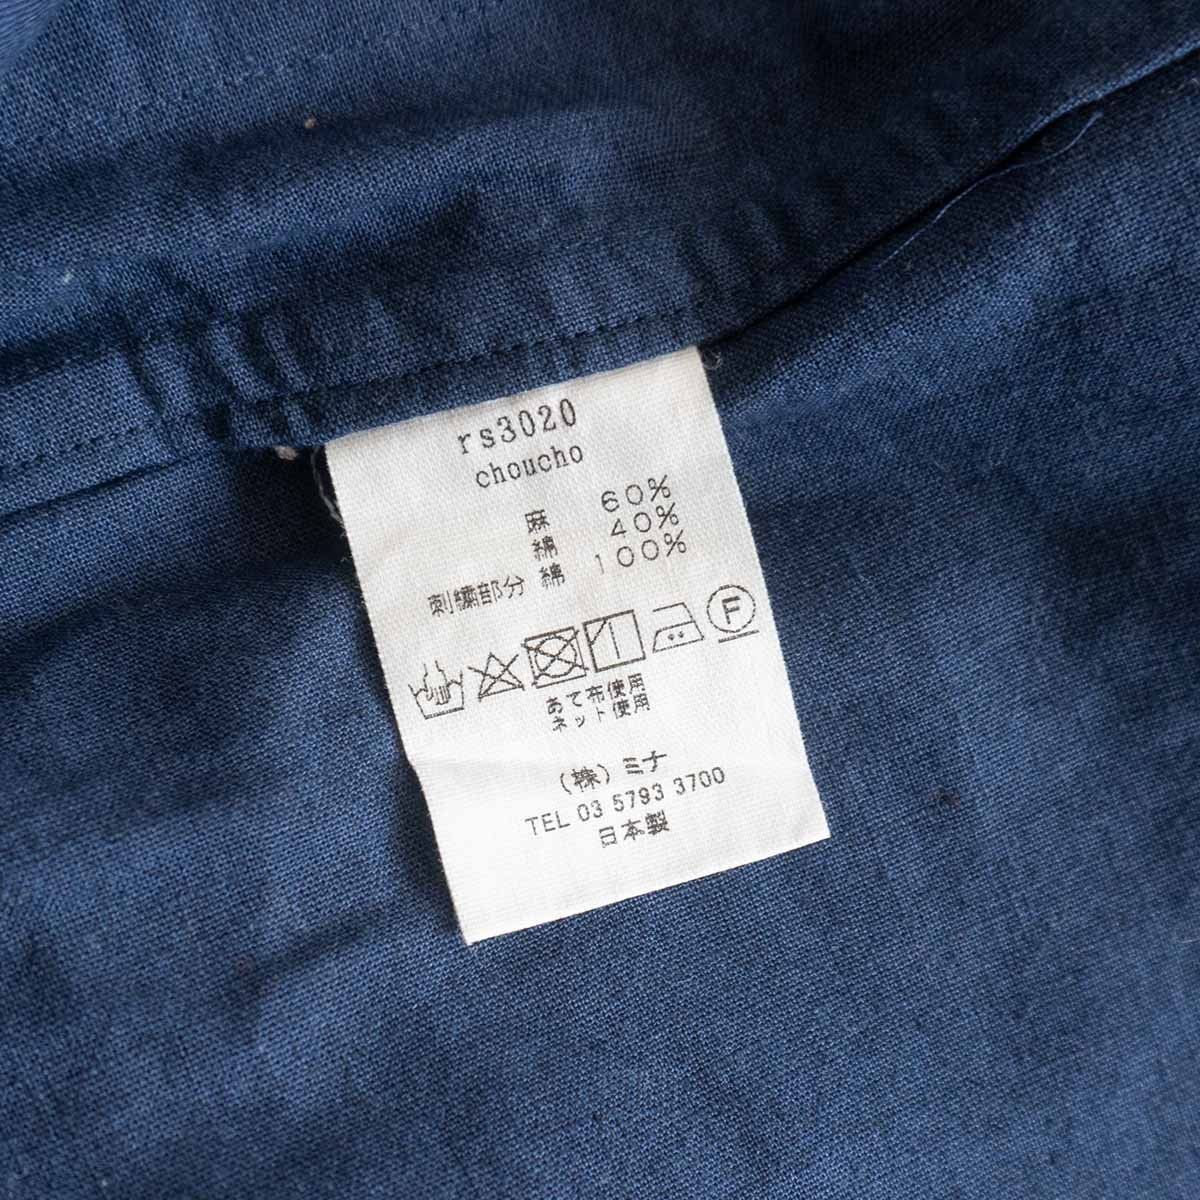 rs3020
choucho
麻 60%
綿 40%
刺繍部分 綿 100%
F
あて布使用
ネット使用
(株) ミナ
TEL 03 5793 3700
日本製